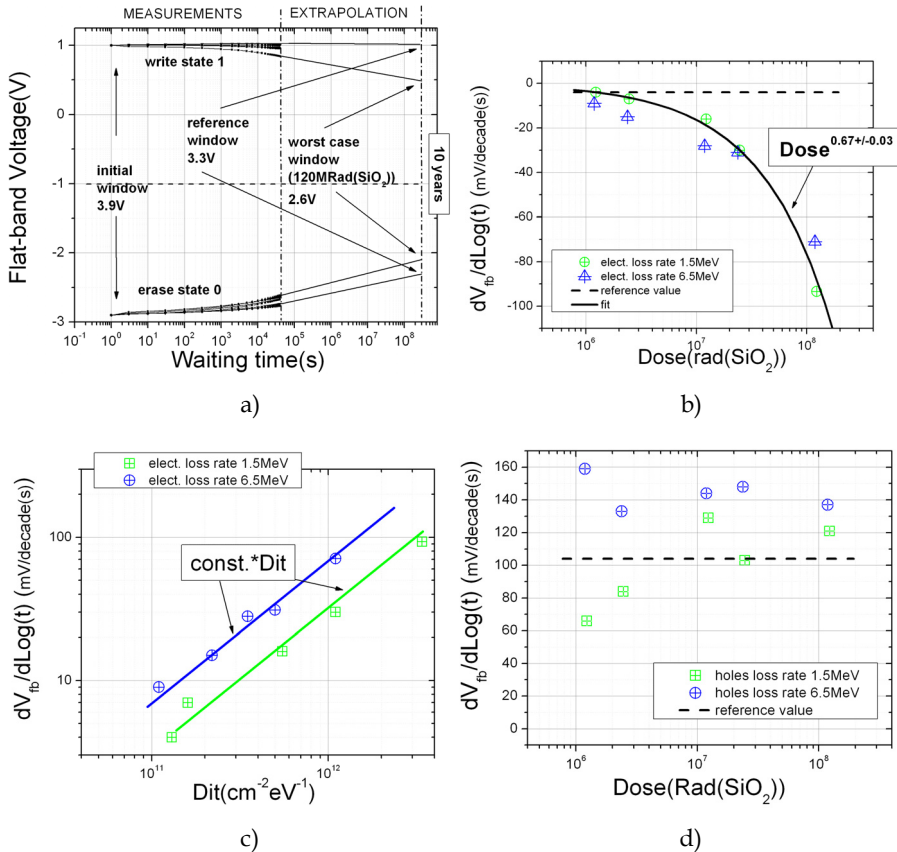 MEASUREMENTS EXTRAPOLATION
1
0
-1
-2
-3
Flat-band Voltage(V)
write state 1
reference
window
3.3V
worst case
window
(120MRad(SiO₂))
2.6V
initial
window
3.9V
10 years
erase state 0
10⁻¹ 10⁰ 10¹ 10² 10³ 10⁴ 10⁵ 10⁶ 10⁷ 10⁸ 10⁹
Waiting time(s)
a)
0
-20
-40
-60
-80
-100
dVfb/dLog(t) (mV/decade(s))
Dose^0.67+/-0.03
elect. loss rate 1.5MeV
elect. loss rate 6.5MeV
reference value
fit
10⁶ 10⁷ 10⁸
Dose(rad(SiO₂))
b)
elect. loss rate 1.5MeV
elect. loss rate 6.5MeV
100
10
dVfb/dLog(t) (mV/decade(s))
const.*Dit
10¹¹ 10¹²
Dit(cm⁻²eV⁻¹)
c)
160
140
120
100
80
60
40
20
0
dVfb/dLog(t) (mV/decade(s))
holes loss rate 1.5MeV
holes loss rate 6.5MeV
reference value
10⁶ 10⁷ 10⁸
Dose(Rad(SiO₂))
d)